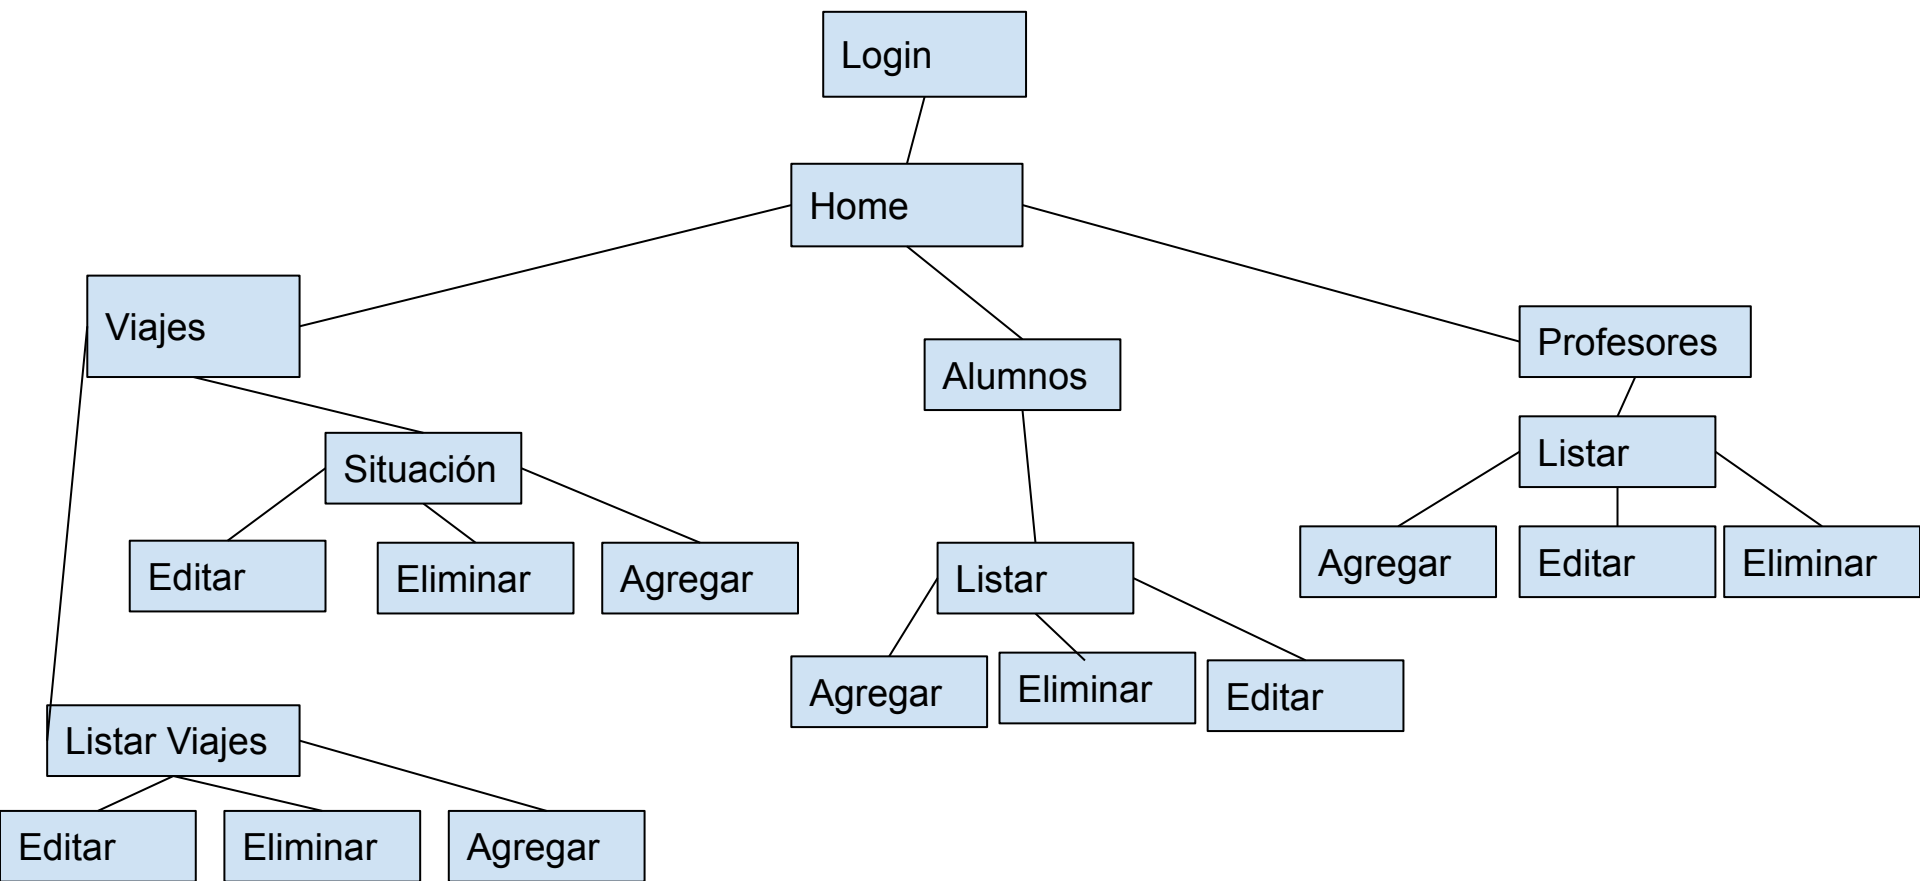 Login
Home
Viajes
Alumnos
Profesores
Situación
Listar
Editar
Eliminar
Agregar
Listar
Agregar
Editar
Eliminar
Agregar
Eliminar
Editar
Listar Viajes
Editar
Eliminar
Agregar